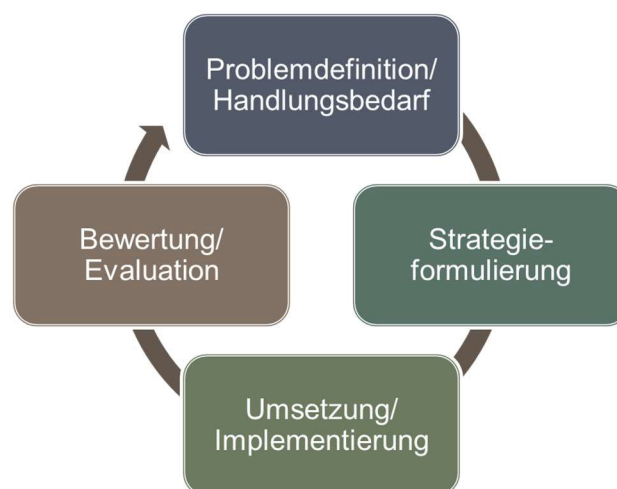 Problemdefinition/
Handlungsbedarf
Strategie-
formulierung
Umsetzung/
Implementierung
Bewertung/
Evaluation